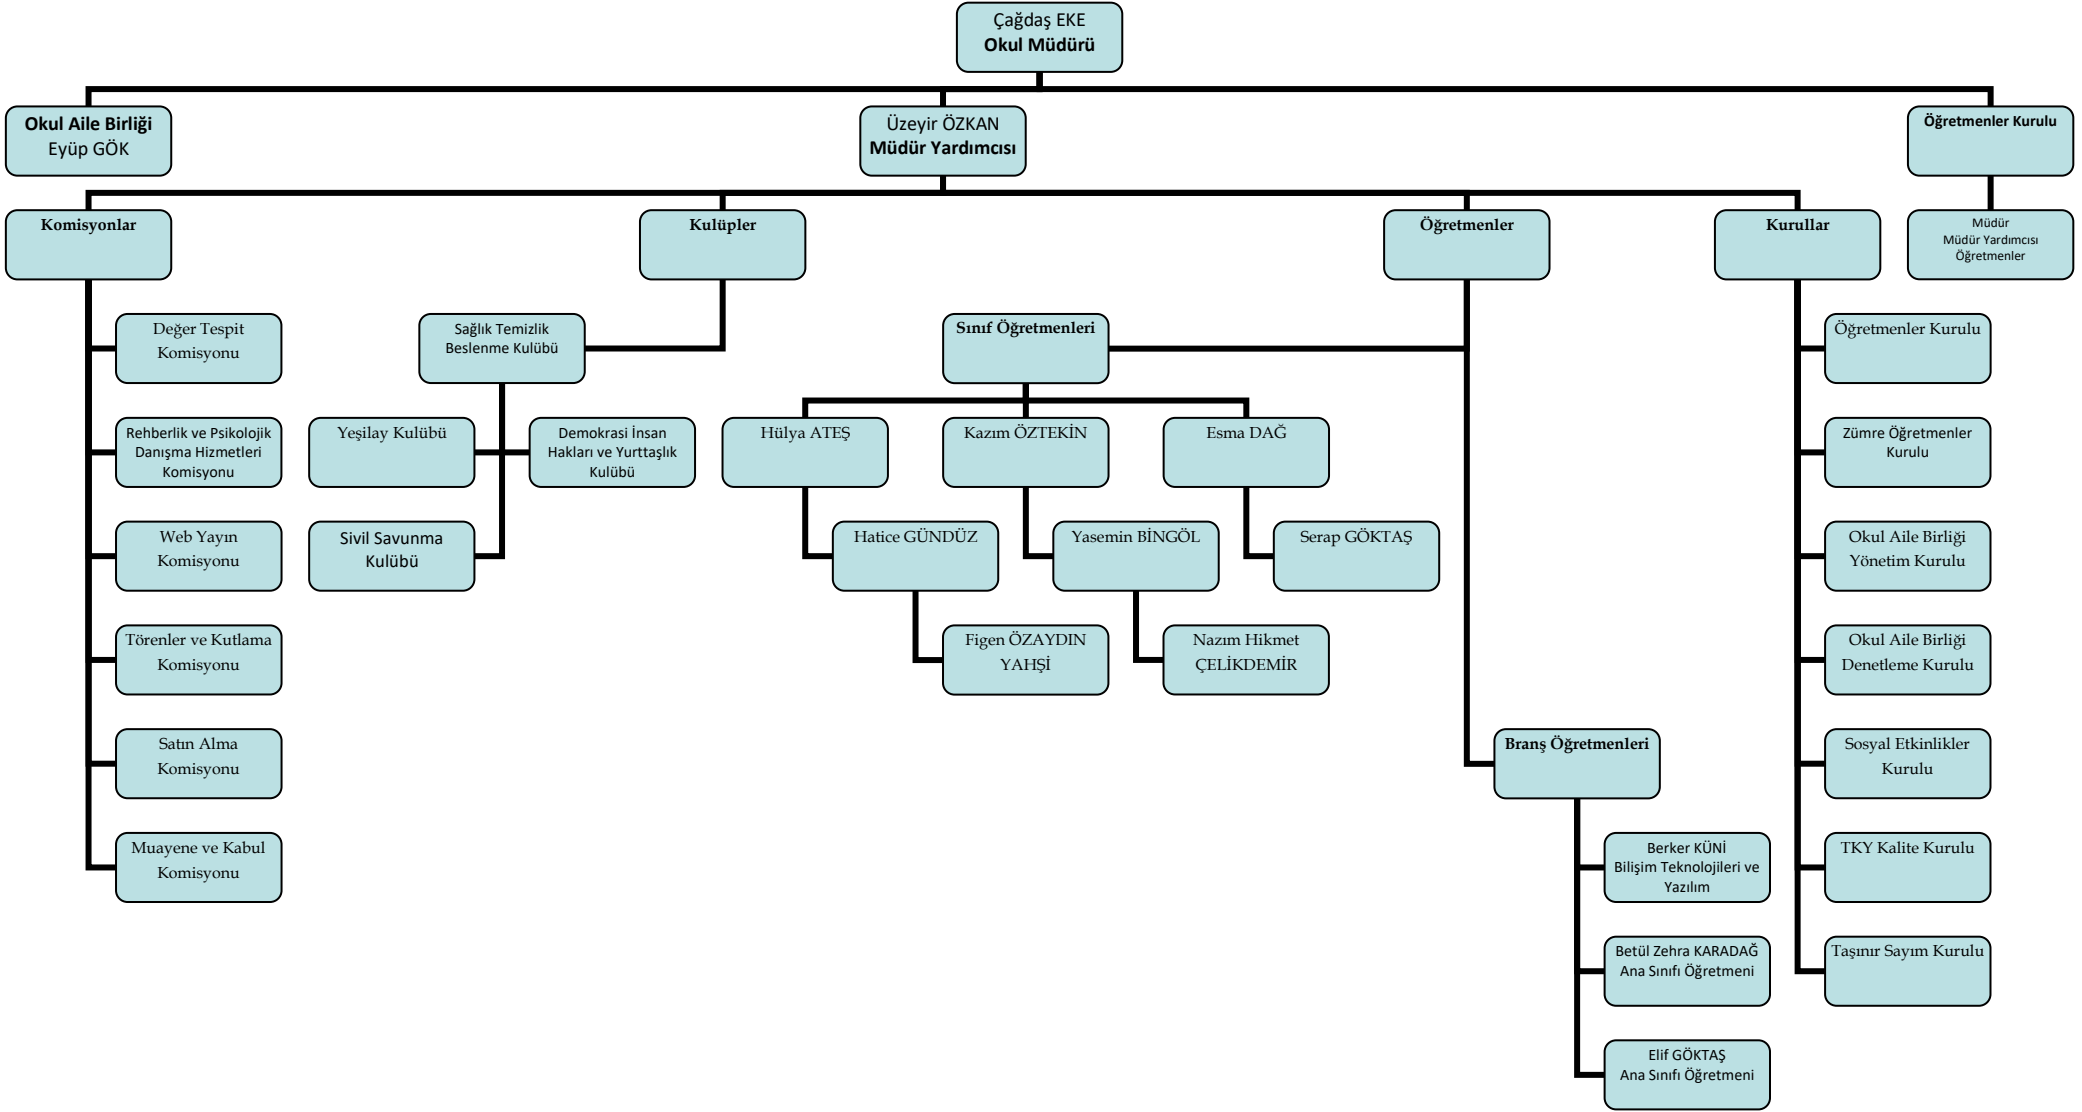 Çağdaş EKE
Okul Müdürü
Okul Aile Birliği
Eyüp GÖK
Üzeyir ÖZKAN
Müdür Yardımcısı
Öğretmenler Kurulu
Müdür
Müdür Yardımcısı
Öğretmenler
Komisyonlar
Kulüpler
Öğretmenler
Kurullar
Değer Tespit
Komisyonu
Rehberlik ve Psikolojik
Danışma Hizmetleri
Komisyonu
Web Yayın
Komisyonu
Törenler ve Kutlama
Komisyonu
Satın Alma
Komisyonu
Muayene ve Kabul
Komisyonu
Sağlık Temizlik
Beslenme Kulübü
Yeşilay Kulübü
Demokrasi İnsan
Hakları ve Yurttaşlık
Kulübü
Sivil Savunma
Kulübü
Sınıf Öğretmenleri
Hülya ATEŞ
Hatice GÜNDÜZ
Figen ÖZAYDIN
YAHŞİ
Kazım ÖZTEKİN
Yasemin BİNGÖL
Nazım Hikmet
ÇELİKDEMİR
Esma DAĞ
Serap GÖKTAŞ
Branş Öğretmenleri
Berker KÜNİ
Bilişim Teknolojileri ve
Yazılım
Betül Zehra KARADAĞ
Ana Sınıfı Öğretmeni
Elif GÖKTAŞ
Ana Sınıfı Öğretmeni
Öğretmenler Kurulu
Zümre Öğretmenler
Kurulu
Okul Aile Birliği
Yönetim Kurulu
Okul Aile Birliği
Denetleme Kurulu
Sosyal Etkinlikler
Kurulu
TKY Kalite Kurulu
Taşınır Sayım Kurulu